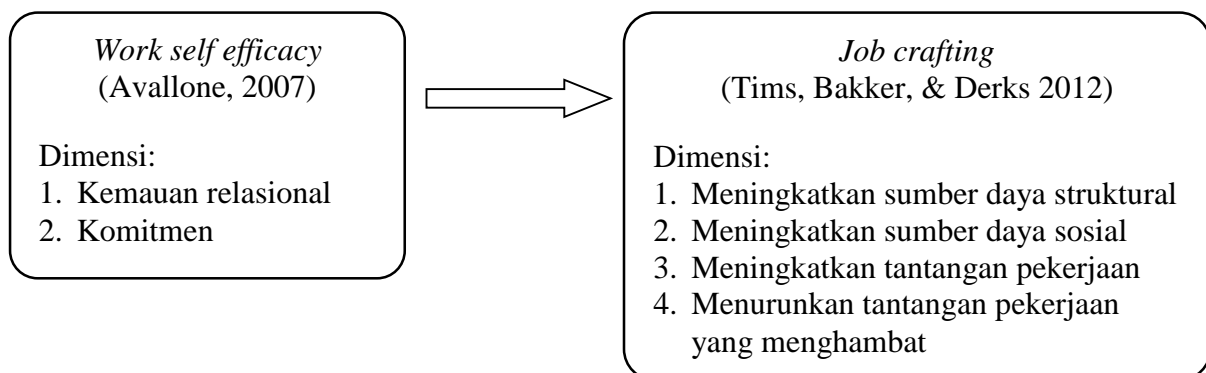 Work self efficacy
(Avallone, 2007)
Dimensi:
1. Kemauan relasional
2. Komitmen
Job crafting
(Tims, Bakker, & Derks 2012)
Dimensi:
1. Meningkatkan sumber daya struktural
2. Meningkatkan sumber daya sosial
3. Meningkatkan tantangan pekerjaan
4. Menurunkan tantangan pekerjaan
yang menghambat